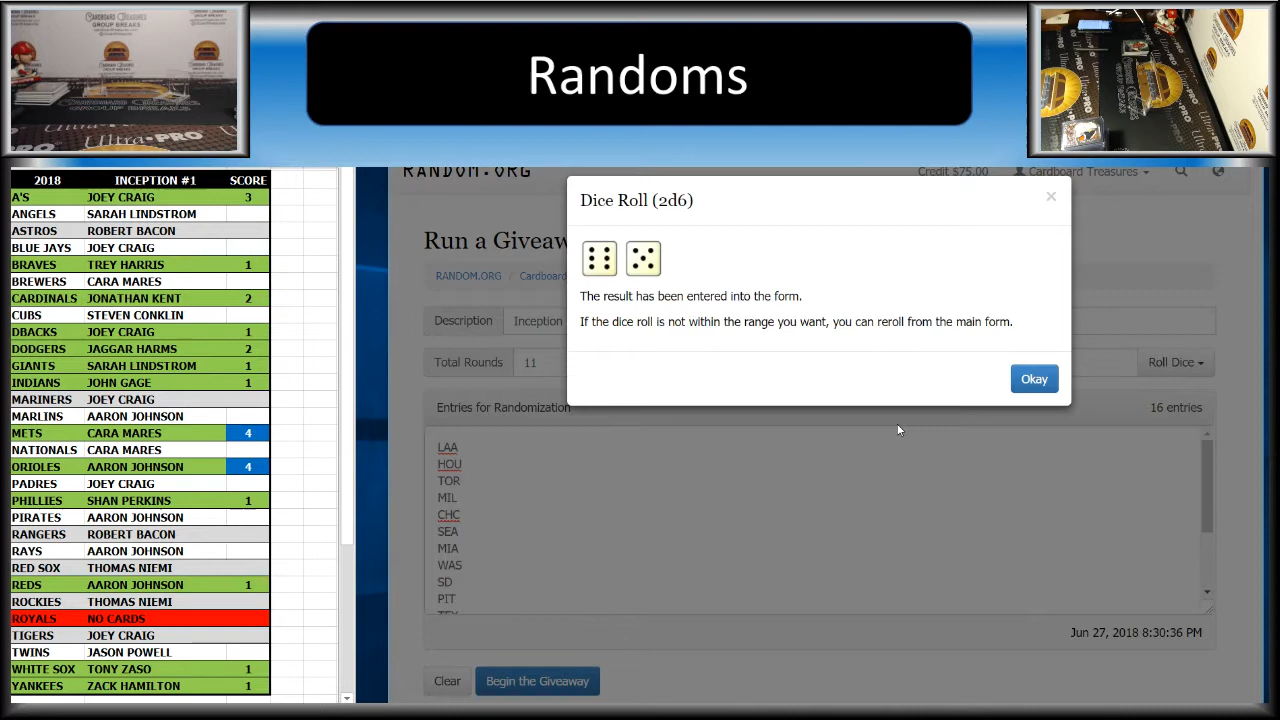 CARDBOARD TREASURES
GROUP BREAKS
Ultra•PRO
Randoms
2018 INCEPTION #1 SCORE
A'S JOEY CRAIG 3
ANGELS SARAH LINDSTROM
ASTROS ROBERT BACON
BLUE JAYS JOEY CRAIG
BRAVES TREY HARRIS 1
BREWERS CARA MARES
CARDINALS JONATHAN KENT 2
CUBS STEVEN CONKLIN
DBACKS JOEY CRAIG 1
DODGERS JAGGAR HARMS 2
GIANTS SARAH LINDSTROM 1
INDIANS JOHN GAGE 1
MARINERS JOEY CRAIG
MARLINS AARON JOHNSON
METS CARA MARES 4
NATIONALS CARA MARES
ORIOLES AARON JOHNSON 4
PADRES JOEY CRAIG
PHILLIES SHAN PERKINS 1
PIRATES AARON JOHNSON
RANGERS ROBERT BACON
RAYS AARON JOHNSON
RED SOX THOMAS NIEMI
REDS AARON JOHNSON 1
ROCKIES THOMAS NIEMI
ROYALS NO CARDS
TIGERS JOEY CRAIG
TWINS JASON POWELL
WHITE SOX TONY ZASO 1
YANKEES ZACK HAMILTON 1
RANDOM.ORG Credit $75.00 Cardboard Treasures
Run a Giveaw
RANDOM.ORG / Cardboa
Description Inception
Total Rounds 11 Roll Dice
Entries for Randomization 16 entries
LAA
HOU
TOR
MIL
CHC
SEA
MIA
WAS
SD
PIT
TEX
Jun 27, 2018 8:30:36 PM
Clear Begin the Giveaway
Dice Roll (2d6) ×
The result has been entered into the form.
If the dice roll is not within the range you want, you can reroll from the main form.
Okay